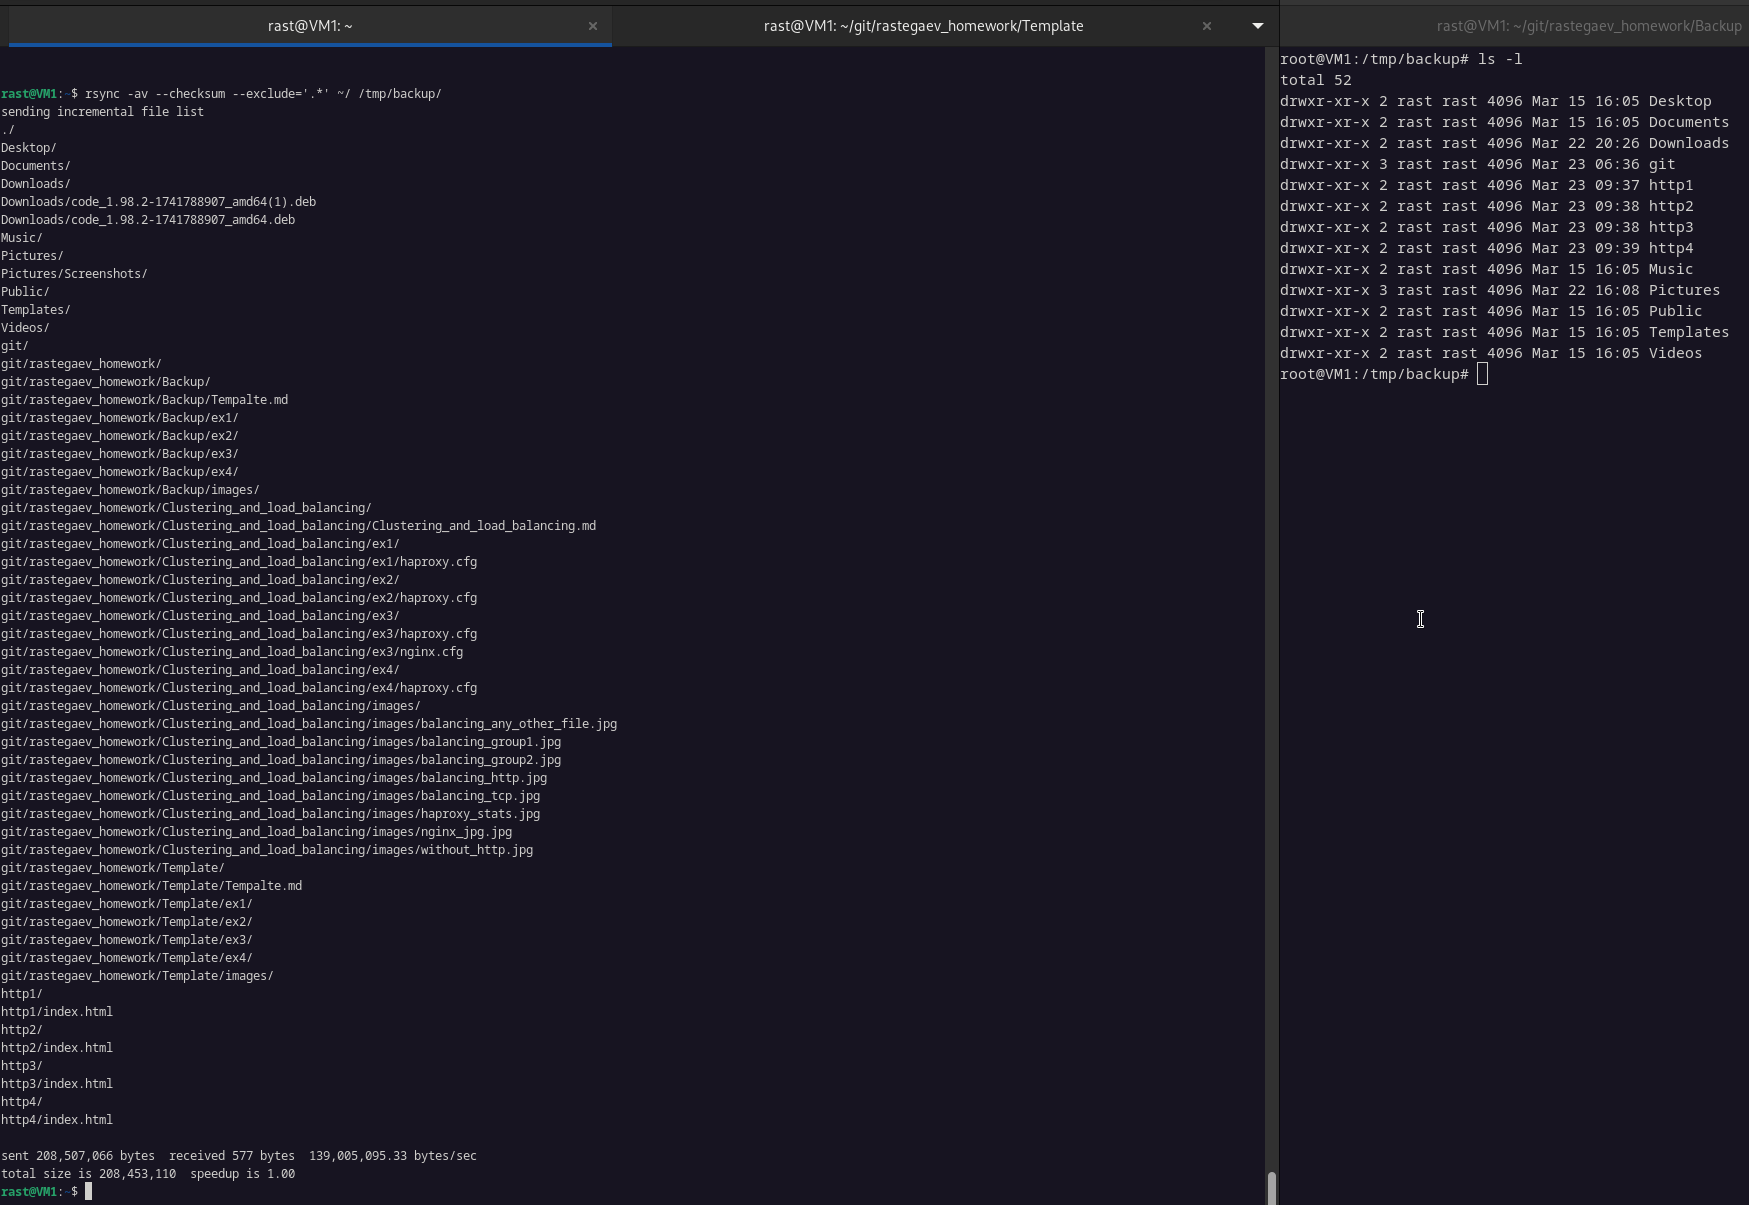 rast@VM1: ~ ×
rast@VM1: ~/git/rastegaev_homework/Template ×
rast@VM1:~$ rsync -av --checksum --exclude='.*' ~/ /tmp/backup/
sending incremental file list
./
Desktop/
Documents/
Downloads/
Downloads/code_1.98.2-1741788907_amd64(1).deb
Downloads/code_1.98.2-1741788907_amd64.deb
Music/
Pictures/
Pictures/Screenshots/
Public/
Templates/
Videos/
git/
git/rastegaev_homework/
git/rastegaev_homework/Backup/
git/rastegaev_homework/Backup/Tempalte.md
git/rastegaev_homework/Backup/ex1/
git/rastegaev_homework/Backup/ex2/
git/rastegaev_homework/Backup/ex3/
git/rastegaev_homework/Backup/ex4/
git/rastegaev_homework/Backup/images/
git/rastegaev_homework/Clustering_and_load_balancing/
git/rastegaev_homework/Clustering_and_load_balancing/Clustering_and_load_balancing.md
git/rastegaev_homework/Clustering_and_load_balancing/ex1/
git/rastegaev_homework/Clustering_and_load_balancing/ex1/haproxy.cfg
git/rastegaev_homework/Clustering_and_load_balancing/ex2/
git/rastegaev_homework/Clustering_and_load_balancing/ex2/haproxy.cfg
git/rastegaev_homework/Clustering_and_load_balancing/ex3/
git/rastegaev_homework/Clustering_and_load_balancing/ex3/haproxy.cfg
git/rastegaev_homework/Clustering_and_load_balancing/ex3/nginx.cfg
git/rastegaev_homework/Clustering_and_load_balancing/ex4/
git/rastegaev_homework/Clustering_and_load_balancing/ex4/haproxy.cfg
git/rastegaev_homework/Clustering_and_load_balancing/images/
git/rastegaev_homework/Clustering_and_load_balancing/images/balancing_any_other_file.jpg
git/rastegaev_homework/Clustering_and_load_balancing/images/balancing_group1.jpg
git/rastegaev_homework/Clustering_and_load_balancing/images/balancing_group2.jpg
git/rastegaev_homework/Clustering_and_load_balancing/images/balancing_http.jpg
git/rastegaev_homework/Clustering_and_load_balancing/images/balancing_tcp.jpg
git/rastegaev_homework/Clustering_and_load_balancing/images/haproxy_stats.jpg
git/rastegaev_homework/Clustering_and_load_balancing/images/nginx_jpg.jpg
git/rastegaev_homework/Clustering_and_load_balancing/images/without_http.jpg
git/rastegaev_homework/Template/
git/rastegaev_homework/Template/Tempalte.md
git/rastegaev_homework/Template/ex1/
git/rastegaev_homework/Template/ex2/
git/rastegaev_homework/Template/ex3/
git/rastegaev_homework/Template/ex4/
git/rastegaev_homework/Template/images/
http1/
http1/index.html
http2/
http2/index.html
http3/
http3/index.html
http4/
http4/index.html
sent 208,507,066 bytes  received 577 bytes  139,005,095.33 bytes/sec
total size is 208,453,110  speedup is 1.00
rast@VM1:~$
rast@VM1: ~/git/rastegaev_homework/Backup
root@VM1:/tmp/backup# ls -l
total 52
drwxr-xr-x 2 rast rast 4096 Mar 15 16:05 Desktop
drwxr-xr-x 2 rast rast 4096 Mar 15 16:05 Documents
drwxr-xr-x 2 rast rast 4096 Mar 22 20:26 Downloads
drwxr-xr-x 3 rast rast 4096 Mar 23 06:36 git
drwxr-xr-x 2 rast rast 4096 Mar 23 09:37 http1
drwxr-xr-x 2 rast rast 4096 Mar 23 09:38 http2
drwxr-xr-x 2 rast rast 4096 Mar 23 09:38 http3
drwxr-xr-x 2 rast rast 4096 Mar 23 09:39 http4
drwxr-xr-x 2 rast rast 4096 Mar 15 16:05 Music
drwxr-xr-x 3 rast rast 4096 Mar 22 16:08 Pictures
drwxr-xr-x 2 rast rast 4096 Mar 15 16:05 Public
drwxr-xr-x 2 rast rast 4096 Mar 15 16:05 Templates
drwxr-xr-x 2 rast rast 4096 Mar 15 16:05 Videos
root@VM1:/tmp/backup#